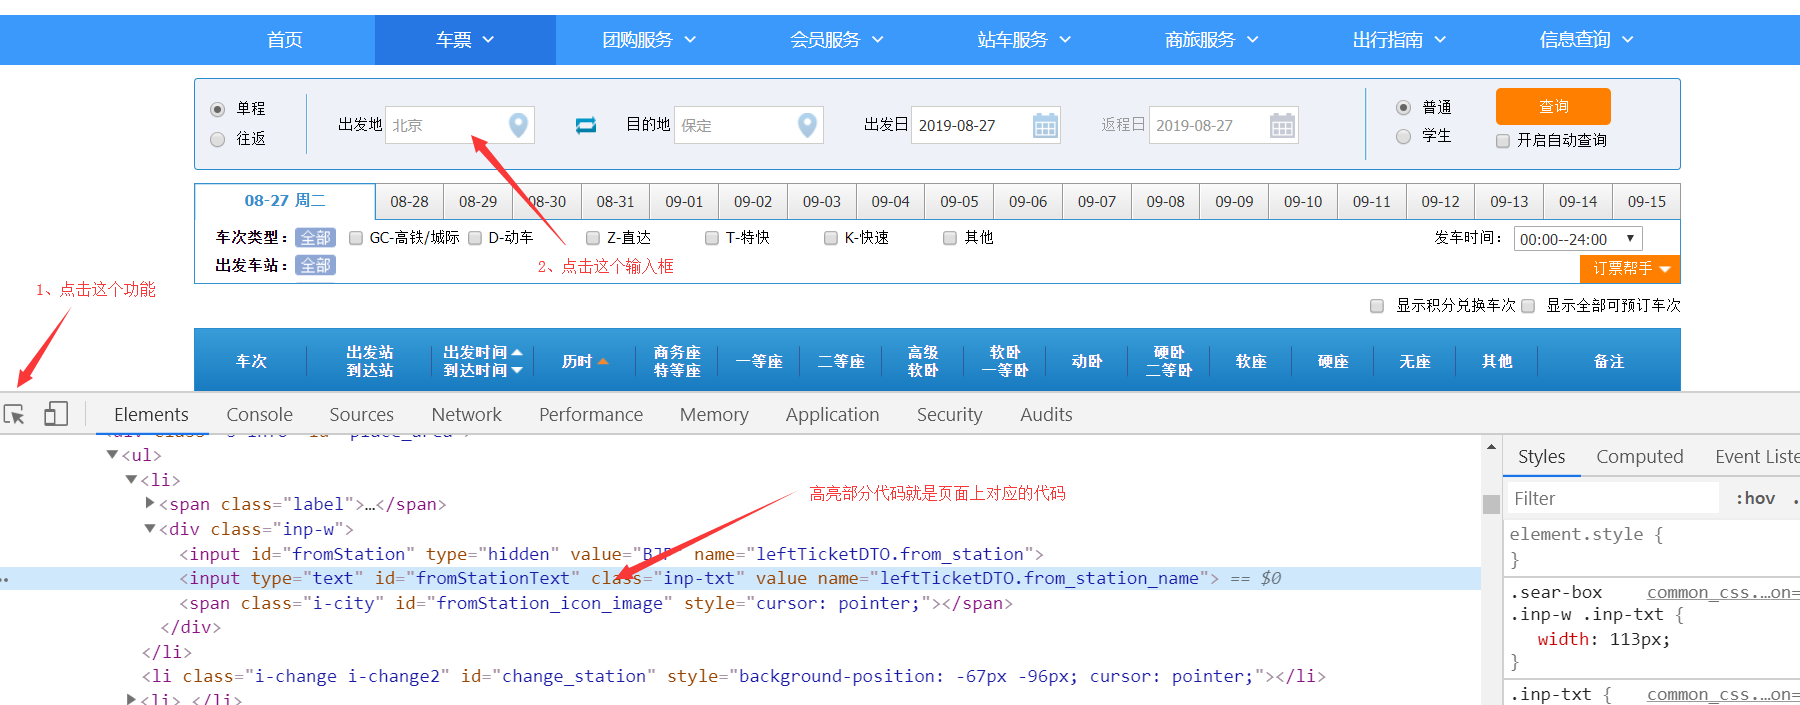 首页 车票 团购服务 会员服务 站车服务 商旅服务 出行指南 信息查询
单程
往返
出发地 北京 目的地 保定 出发日 2019-08-27 返程日 2019-08-27
普通
学生
查询
开启自动查询
08-27 周二 08-28 08-29 08-30 08-31 09-01 09-02 09-03 09-04 09-05 09-06 09-07 09-08 09-09 09-10 09-11 09-12 09-13 09-14 09-15
车次类型： 全部 GC-高铁/城际 D-动车 Z-直达 T-特快 K-快速 其他 发车时间： 00:00--24:00
出发车站： 全部 订票帮手
2、点击这个输入框
1、点击这个功能
显示积分兑换车次 显示全部可预订车次
车次 出发站 到达站 出发时间 到达时间 历时 商务座 特等座 一等座 二等座 高级 软卧 软卧 一等卧 动卧 硬卧 二等卧 软座 硬座 无座 其他 备注
Elements Console Sources Network Performance Memory Application Security Audits
<ul>
<li>
<span class="label">…</span>
高亮部分代码就是页面上对应的代码
<div class="inp-w">
<input id="fromStation" type="hidden" value="BJP" name="leftTicketDTO.from_station">
<input type="text" id="fromStationText" class="inp-txt" value name="leftTicketDTO.from_station_name"> == $0
<span class="i-city" id="fromStation_icon_image" style="cursor: pointer;"></span>
</div>
</li>
<li class="i-change i-change2" id="change_station" style="background-position: -67px -96px; cursor: pointer;"></li>
<li> </li>
Styles Computed Event Liste
Filter :hov .
element.style {
}
.sear-box common_css.…on=
.inp-w .inp-txt {
width: 113px;
}
.inp-txt { common_css.…on=